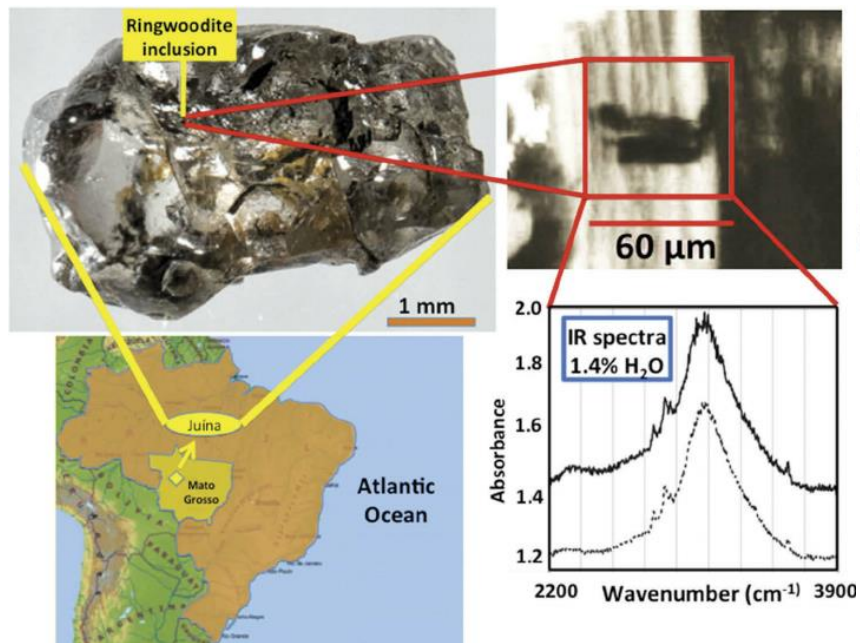 Ringwoodite
inclusion
1 mm
60 µm
Juina
Mato
Grosso
Atlantic
Ocean
IR spectra
1.4% H₂O
Absorbance
2.0
1.8
1.6
1.4
1.2
2200
Wavenumber (cm⁻¹)
3900